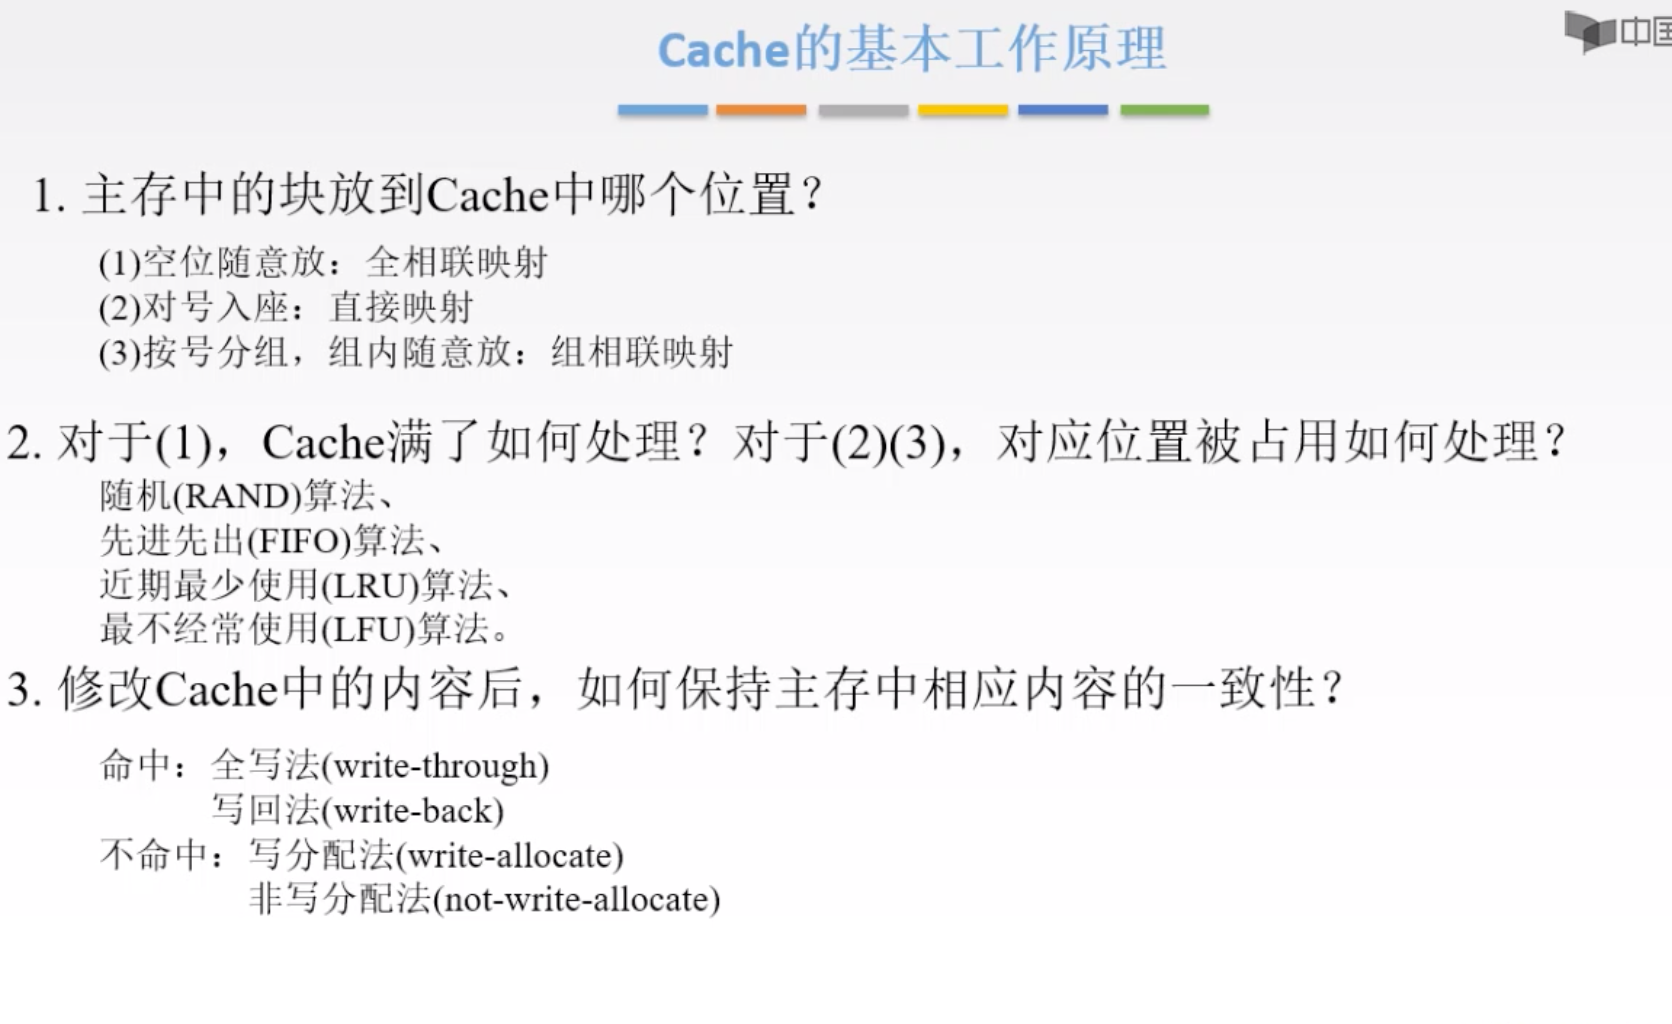 Cache的基本工作原理
中国
1. 主存中的块放到Cache中哪个位置？
(1)空位随意放：全相联映射
(2)对号入座：直接映射
(3)按号分组，组内随意放：组相联映射
2. 对于(1)，Cache满了如何处理？对于(2)(3)，对应位置被占用如何处理？
随机(RAND)算法、
先进先出(FIFO)算法、
近期最少使用(LRU)算法、
最不经常使用(LFU)算法。
3. 修改Cache中的内容后，如何保持主存中相应内容的一致性？
命中：全写法(write-through)
写回法(write-back)
不命中：写分配法(write-allocate)
非写分配法(not-write-allocate)